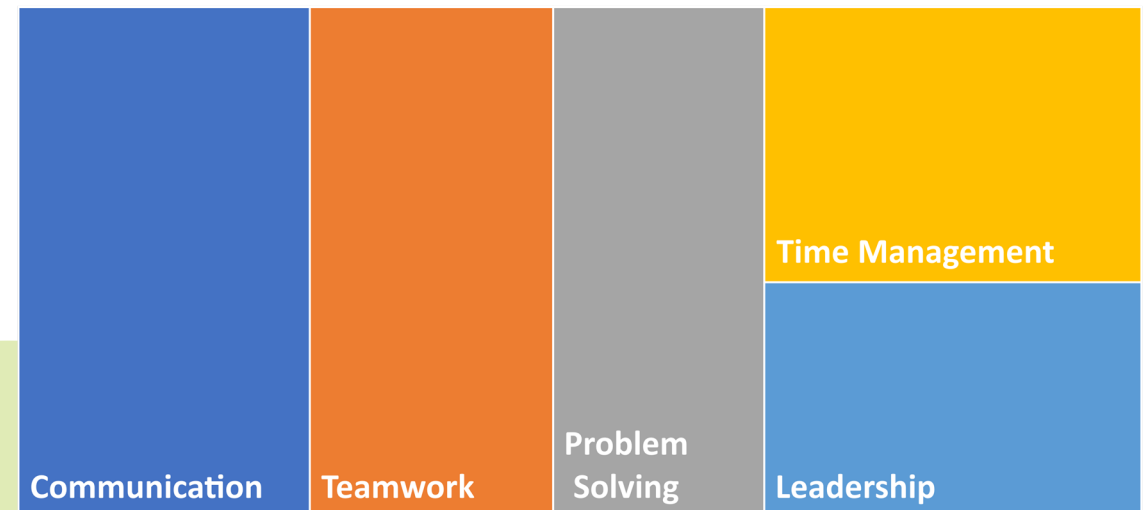 Time Management
Problem
Solving
Communication
Teamwork
Leadership